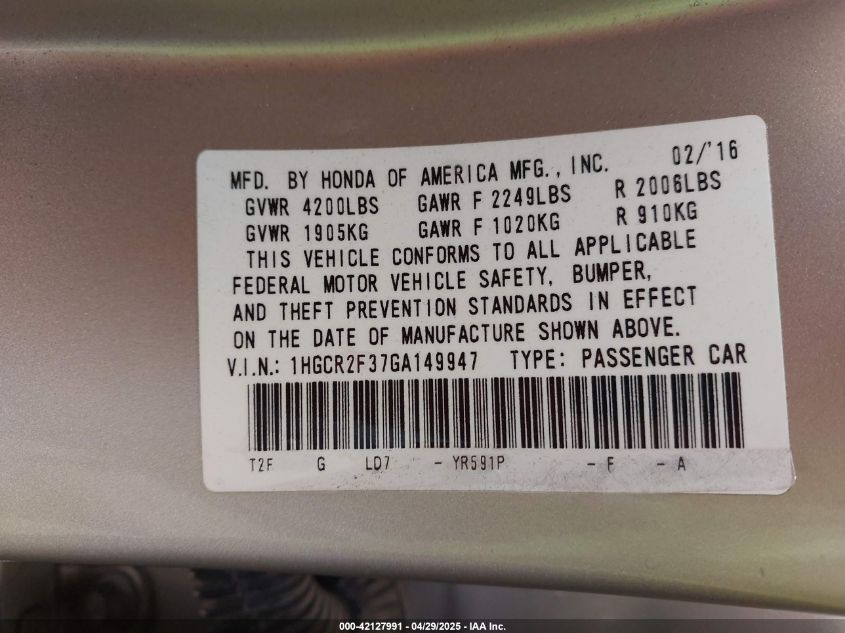 MFD. BY HONDA OF AMERICA MFG., INC. 02/'16
GVWR 4200LBS GAWR F 2249LBS R 2006LBS
GVWR 1905KG GAWR F 1020KG R 910KG
THIS VEHICLE CONFORMS TO ALL APPLICABLE
FEDERAL MOTOR VEHICLE SAFETY, BUMPER,
AND THEFT PREVENTION STANDARDS IN EFFECT
ON THE DATE OF MANUFACTURE SHOWN ABOVE.
V.I.N.: 1HGCR2F37GA149947 TYPE: PASSENGER CAR
T2F G LD7 - YR591P - F - A
000-42127991 - 04/29/2025 - IAA Inc.